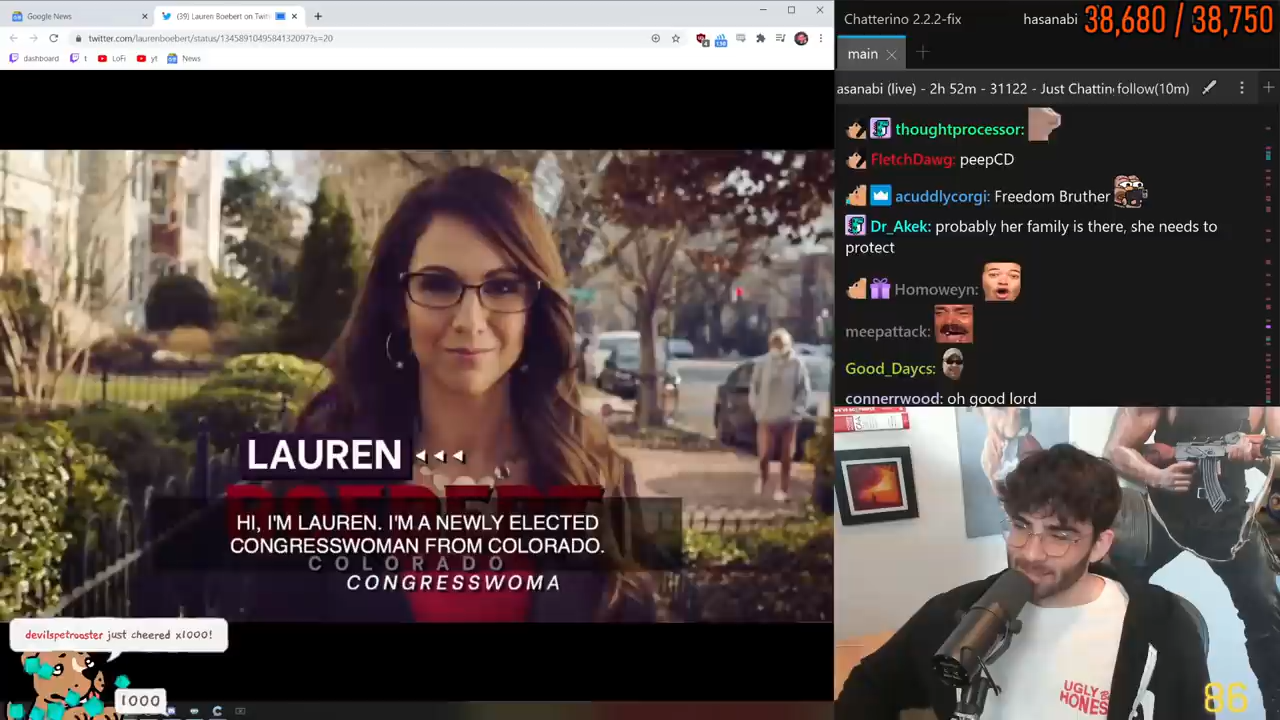 Google News
(39) Lauren Boebert on Twit
twitter.com/laurenboebert/status/1345891049584132097?s=20
dashboard
t
LoFi
yt
News
LAUREN
HI, I'M LAUREN. I'M A NEWLY ELECTED
CONGRESSWOMAN FROM COLORADO.
COLORADO
CONGRESSWOMA
devilspetrooster just cheered x1000!
1000
Chatterino 2.2.2-fix
hasanabi
38,680 / 38,750
main
asanabi (live) - 2h 52m - 31122 - Just Chattin
follow(10m)
thoughtprocessor:
FletchDawg: peepCD
acuddlycorgi: Freedom Bruther
Dr_Akek: probably her family is there, she needs to
protect
Homoweyn:
meepattack:
Good_Daycs:
connerrwood: oh good lord
UGLY
HONES
86